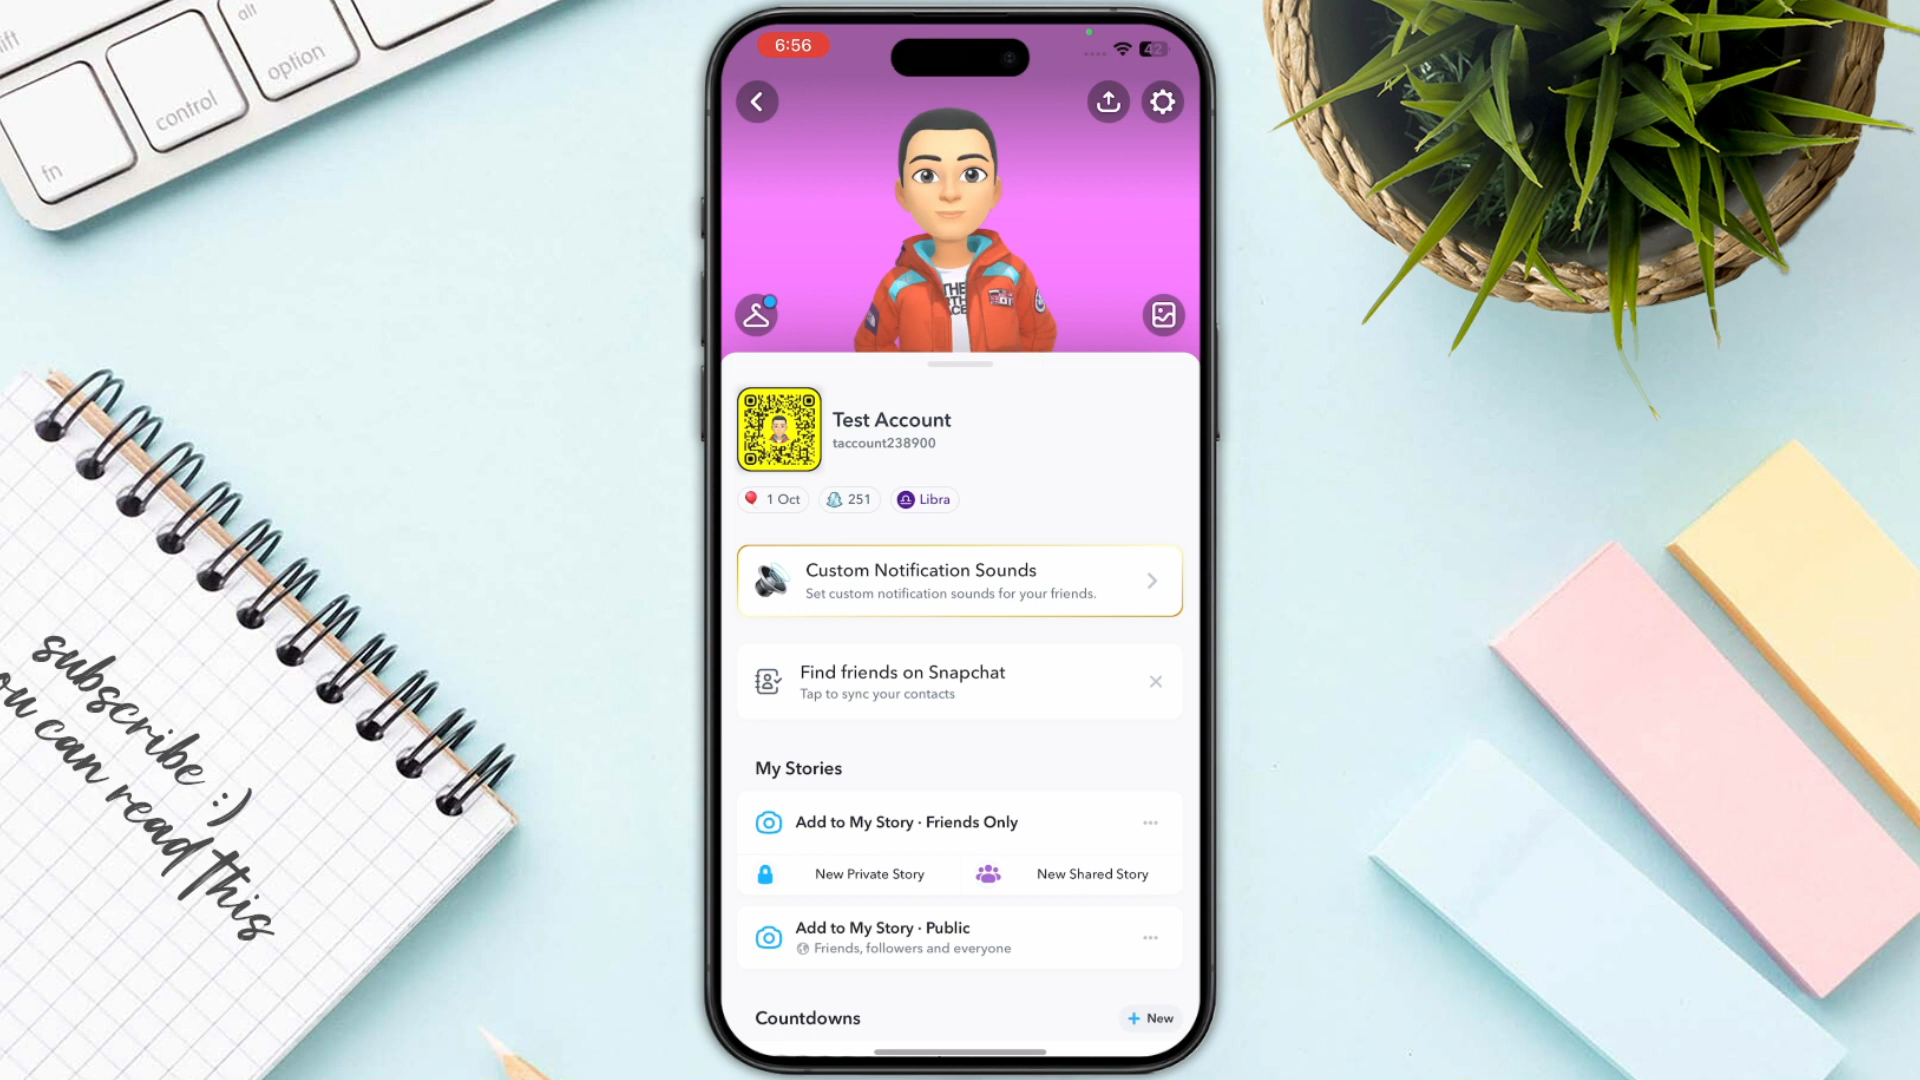 alt
option
control
fn
6:56
42
THE
Test Account
taccount238900
1 Oct
251
Libra
Custom Notification Sounds
Set custom notification sounds for your friends.
Find friends on Snapchat
Tap to sync your contacts
My Stories
Add to My Story · Friends Only
New Private Story
New Shared Story
Add to My Story · Public
Friends, followers and everyone
Countdowns
+ New
subscribe :)
can read this